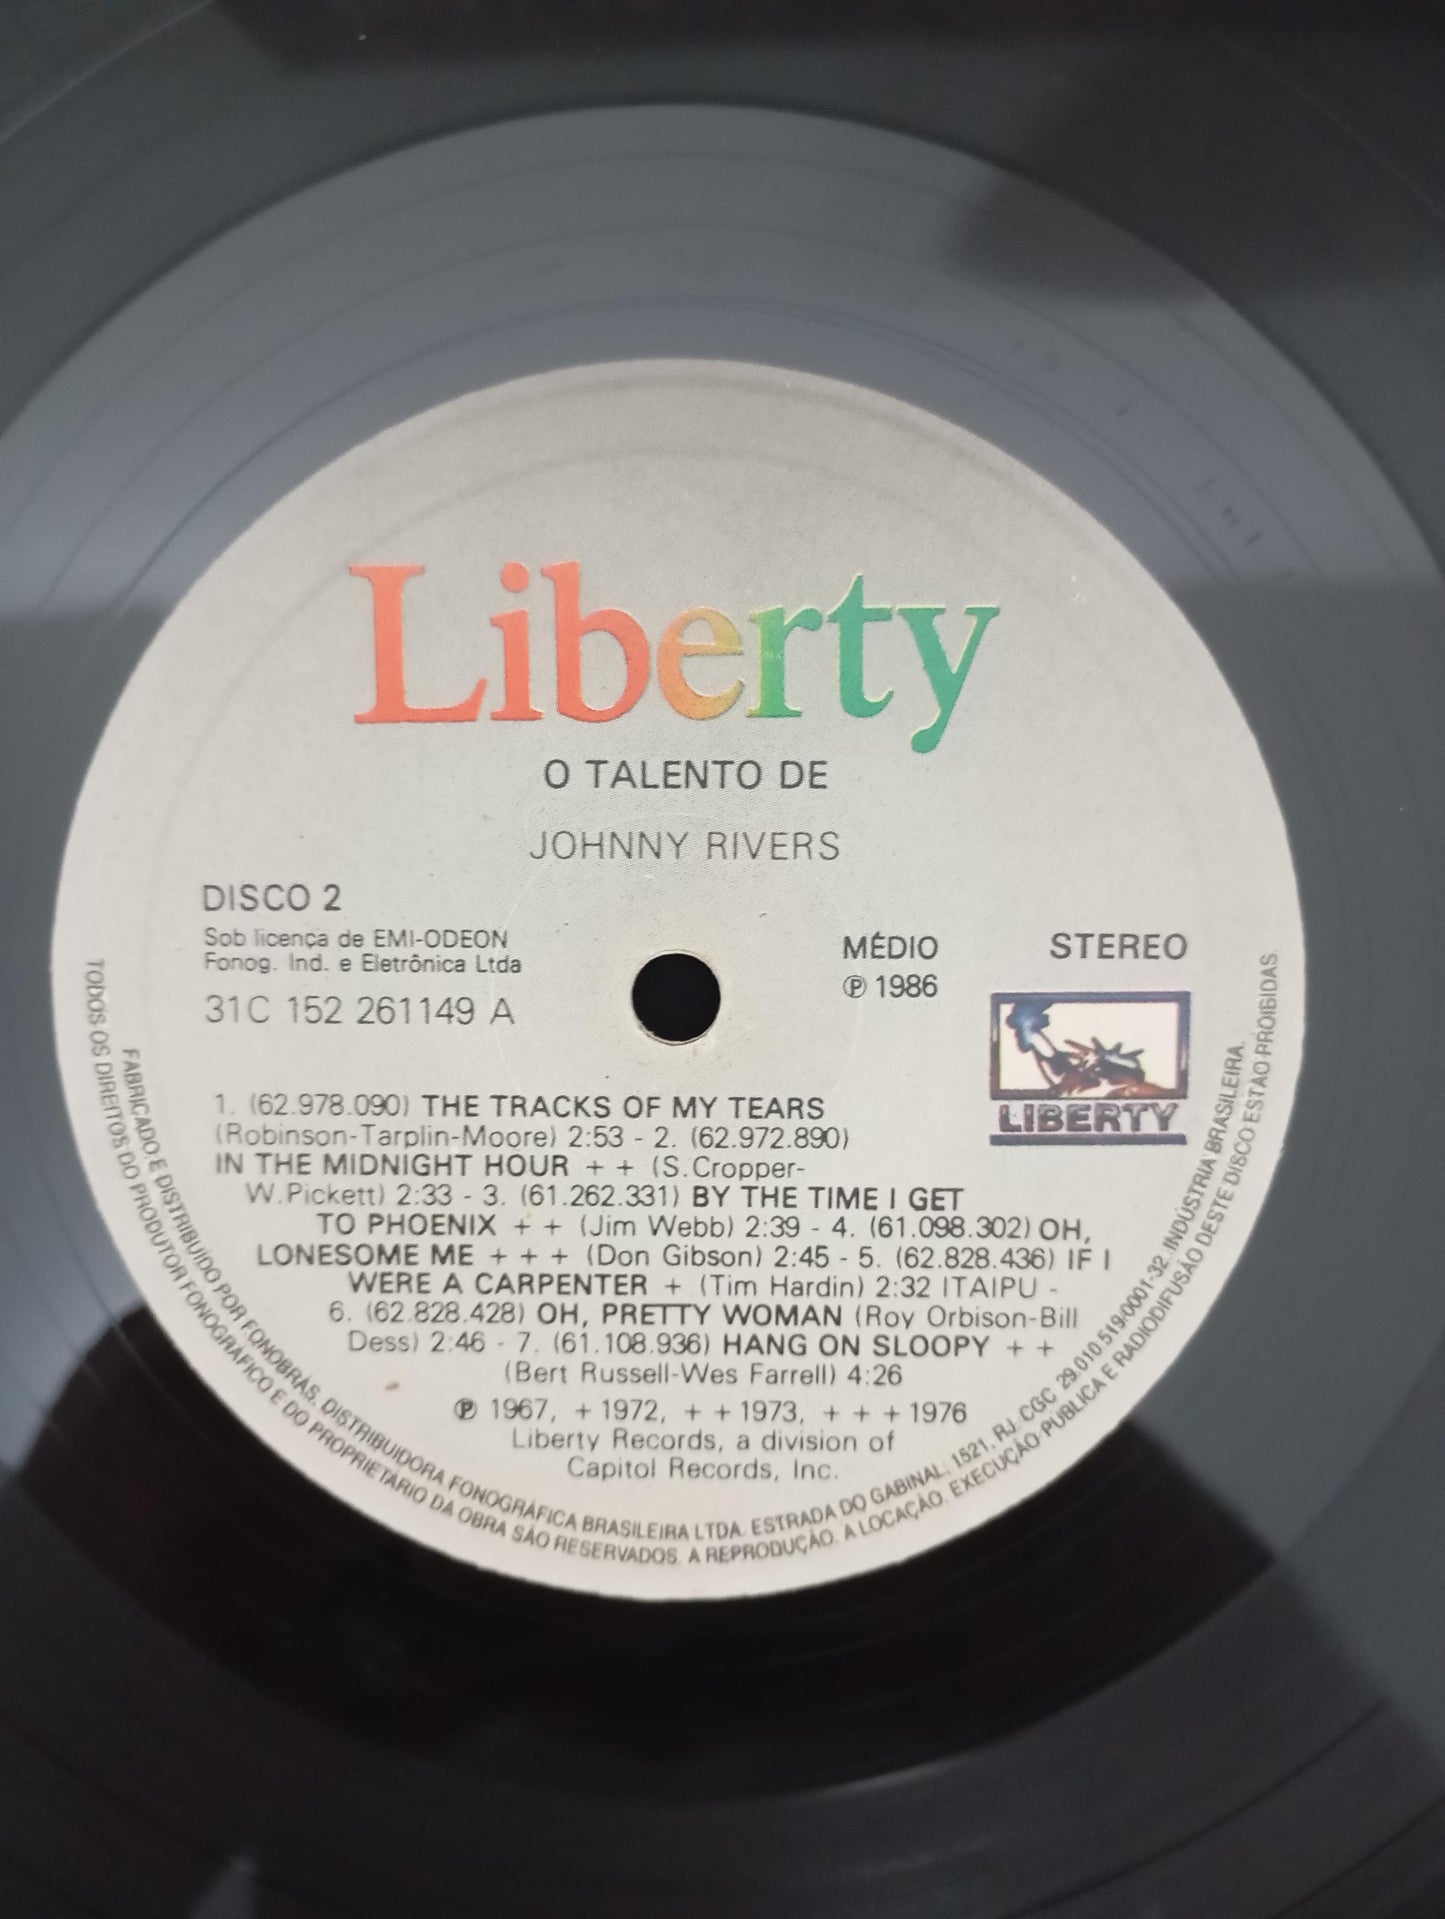 Liberty
O TALENTO DE
JOHNNY RIVERS
DISCO 2
Sob licença de EMI-ODEON
Fonog. Ind. e Eletrônica Ltda
31C 152 261149 A
MÉDIO
℗ 1986
STEREO
LIBERTY
1. (62.978.090) THE TRACKS OF MY TEARS
(Robinson-Tarplin-Moore) 2:53 - 2. (62.972.890)
IN THE MIDNIGHT HOUR + + (S.Cropper-
W.Pickett) 2:33 - 3. (61.262.331) BY THE TIME I GET
TO PHOENIX + + (Jim Webb) 2:39 - 4. (61.098.302) OH,
LONESOME ME + + + (Don Gibson) 2:45 - 5. (62.828.436) IF I
WERE A CARPENTER + (Tim Hardin) 2:32 ITAIPU -
6. (62.828.428) OH, PRETTY WOMAN (Roy Orbison-Bill
Dess) 2:46 - 7. (61.108.936) HANG ON SLOOPY + +
(Bert Russell-Wes Farrell) 4:26
℗ 1967, + 1972, + + 1973, + + + 1976
Liberty Records, a division of
Capitol Records, Inc.
FABRICADO E DISTRIBUÍDO POR FONOBRÁS, DISTRIBUIDORA FONOGRÁFICA BRASILEIRA LTDA. ESTRADA DO GABINAL, 1521, RJ. CGC 29.010.519/0001-32. INDÚSTRIA BRASILEIRA.
TODOS OS DIREITOS DO PRODUTOR FONOGRÁFICO E DO PROPRIETÁRIO DA OBRA SÃO RESERVADOS. A REPRODUÇÃO. A LOCAÇÃO. EXECUÇÃO PÚBLICA E RADIODIFUSÃO DESTE DISCO ESTÃO PROIBIDAS.